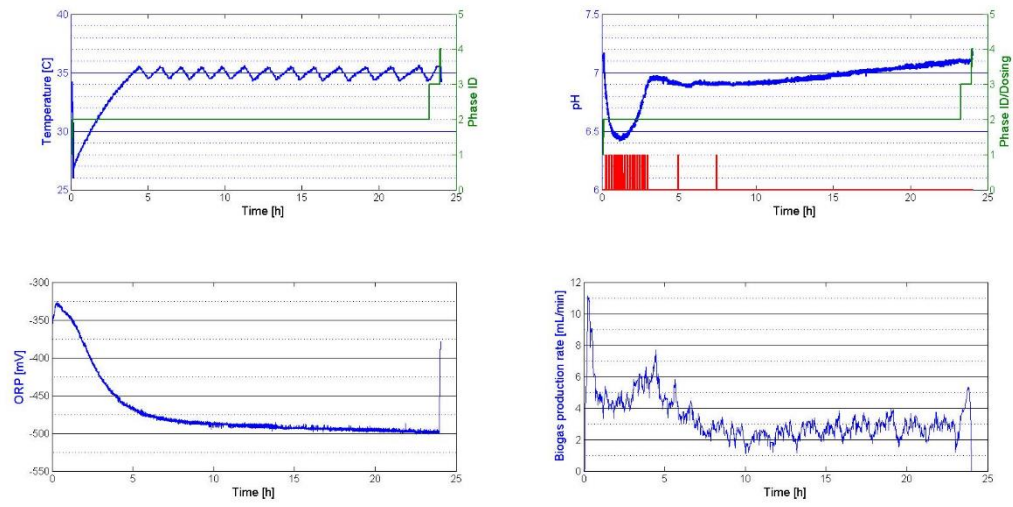 40
35
30
25
Temperature [C]
5
4
3
2
1
0
Phase ID
0 5 10 15 20 25
Time [h]
7.5
7
6.5
6
pH
5
4
3
2
1
0
Phase ID/Dosing
0 5 10 15 20 25
Time [h]
-300
-350
-400
-450
-500
-550
ORP [mV]
0 5 10 15 20 25
Time [h]
12
10
8
6
4
2
0
Biogas production rate [mL/min]
0 5 10 15 20 25
Time [h]